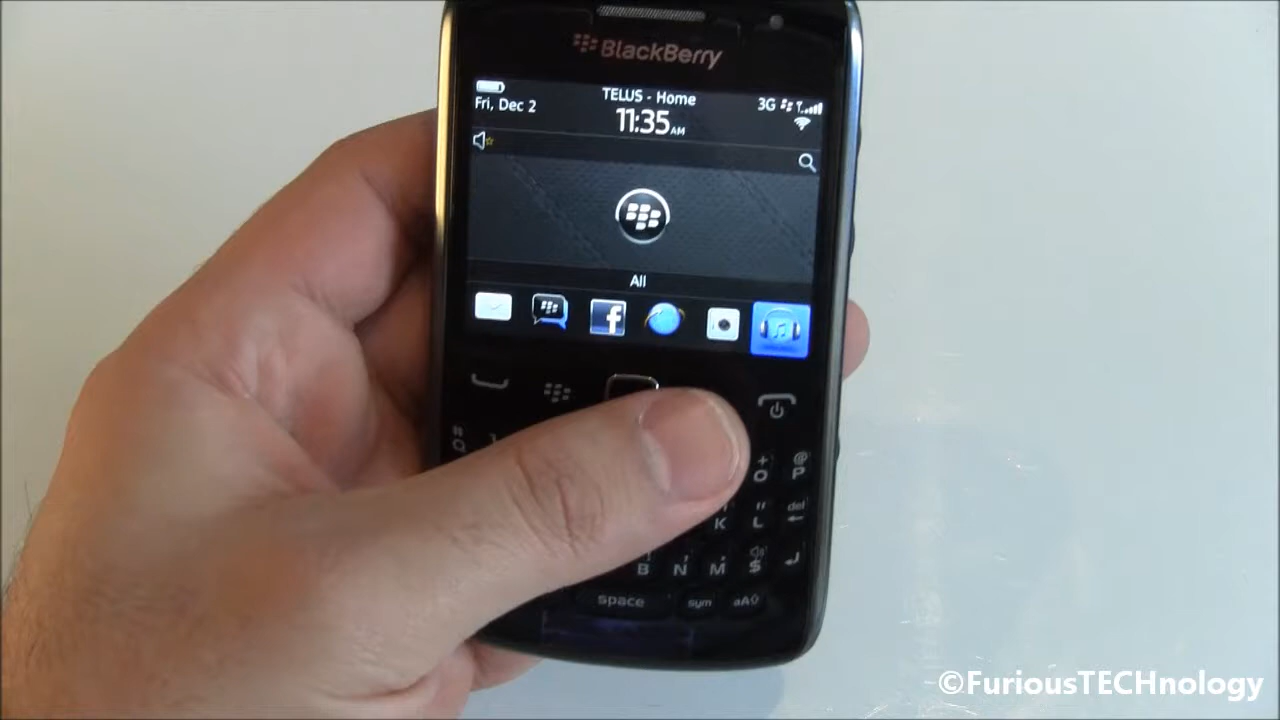 BlackBerry
TELUS - Home
Fri, Dec 2
11:35 AM
3G
All
f
# Q
+ O
@ P
K
" L
del
! B
, N
. M
$
space
sym
aA
©FuriousTECHnology